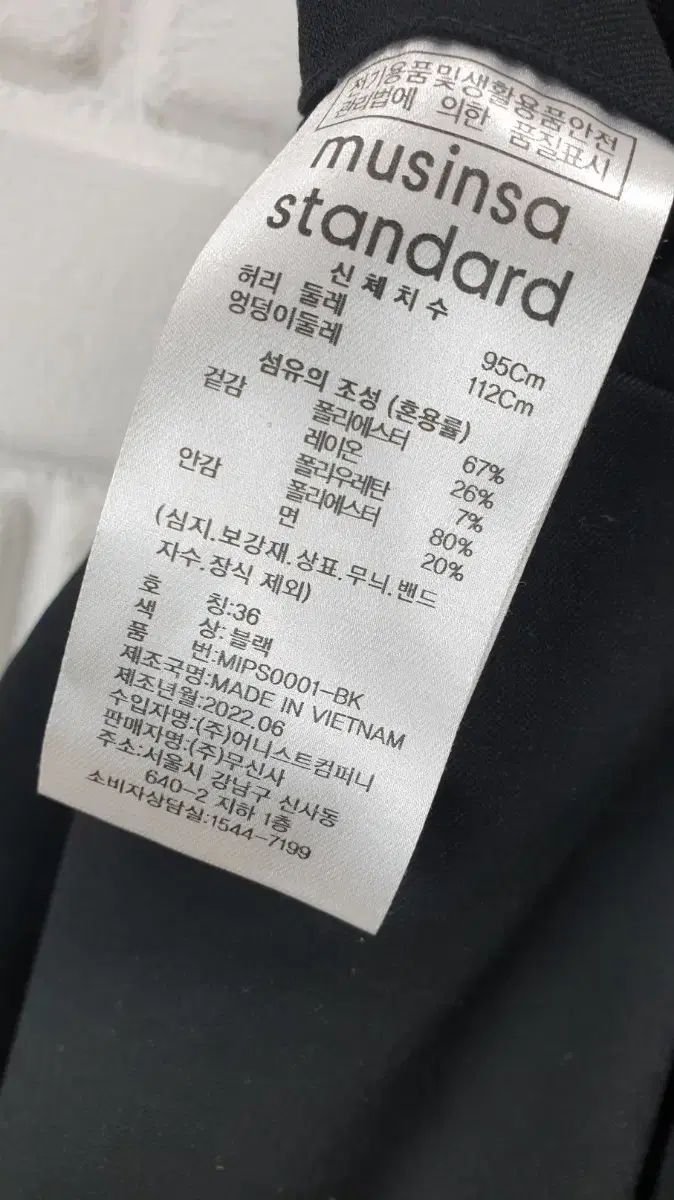 전기용품및생활용품안전
관리법에 의한 품질표시
musinsa
standard
신체치수
허리 둘레 95Cm
엉덩이둘레 112Cm
섬유의 조성 (혼용률)
겉감 폴리에스터 67%
레이온 26%
폴리우레탄 7%
안감 폴리에스터 80%
면 20%
(심지.보강재.상표.무늬.밴드
자수.장식 제외)
호 칭:36
색 상:블랙
품 번:MIPS0001-BK
제조국명:MADE IN VIETNAM
제조년월:2022.06
수입자명:(주)어니스트컴퍼니
판매자명:(주)무신사
주소:서울시 강남구 신사동
640-2 지하 1층
소비자상담실:1544-7199